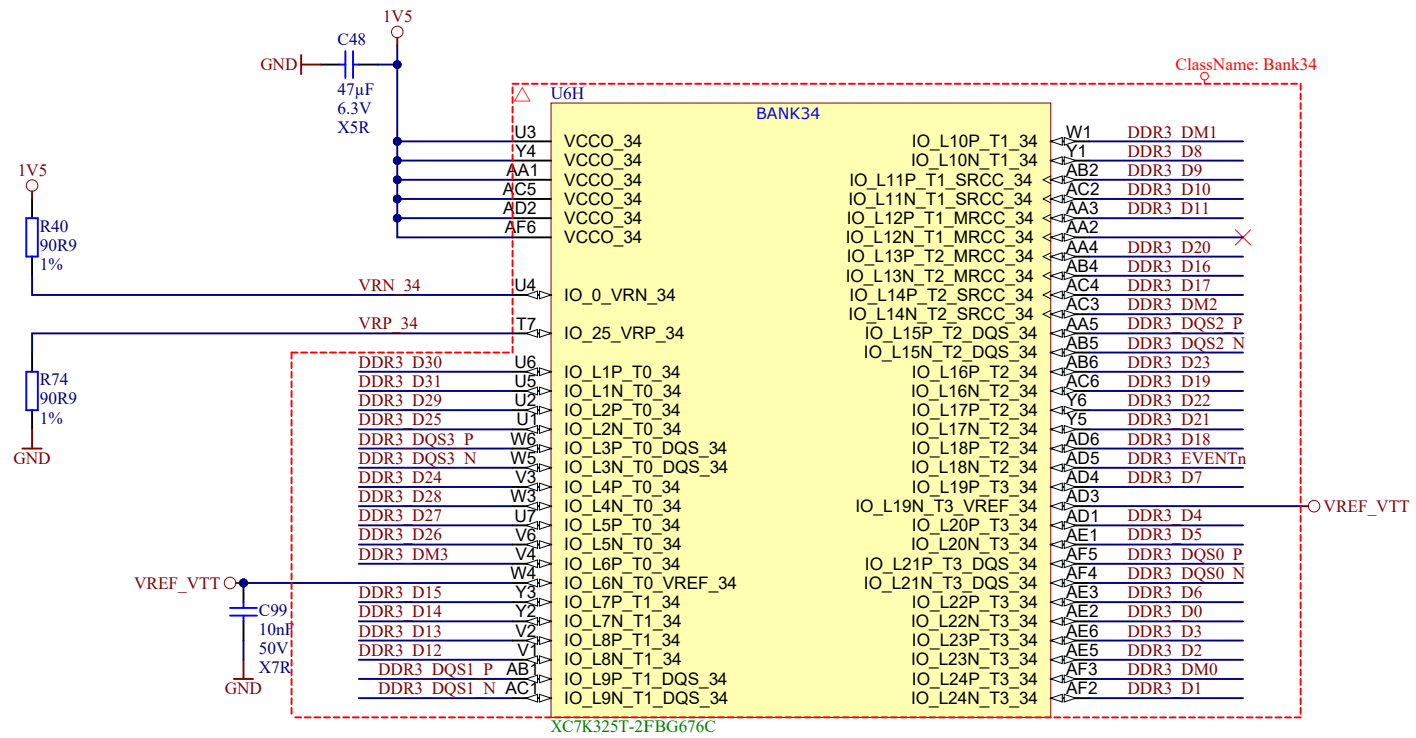 1V5
C48
GND
47µF
6.3V
X5R
ClassName: Bank34
U6H
BANK34
U3 VCCO_34
Y4 VCCO_34
AA1 VCCO_34
AC5 VCCO_34
AD2 VCCO_34
AF6 VCCO_34
1V5
R40
90R9
1%
VRN_34 U4 IO_0_VRN_34
VRP_34 T7 IO_25_VRP_34
R74
90R9
1%
GND
DDR3_D30 U6 IO_L1P_T0_34
DDR3_D31 U5 IO_L1N_T0_34
DDR3_D29 U2 IO_L2P_T0_34
DDR3_D25 U1 IO_L2N_T0_34
DDR3_DQS3_P W6 IO_L3P_T0_DQS_34
DDR3_DQS3_N W5 IO_L3N_T0_DQS_34
DDR3_D24 V3 IO_L4P_T0_34
DDR3_D28 W3 IO_L4N_T0_34
DDR3_D27 U7 IO_L5P_T0_34
DDR3_D26 V6 IO_L5N_T0_34
DDR3_DM3 V4 IO_L6P_T0_34
VREF_VTT W4 IO_L6N_T0_VREF_34
C99
10nF
50V
X7R
GND
DDR3_D15 Y3 IO_L7P_T1_34
DDR3_D14 Y2 IO_L7N_T1_34
DDR3_D13 V2 IO_L8P_T1_34
DDR3_D12 V1 IO_L8N_T1_34
DDR3_DQS1_P AB1 IO_L9P_T1_DQS_34
DDR3_DQS1_N AC1 IO_L9N_T1_DQS_34
IO_L10P_T1_34 W1 DDR3_DM1
IO_L10N_T1_34 Y1 DDR3_D8
IO_L11P_T1_SRCC_34 AB2 DDR3_D9
IO_L11N_T1_SRCC_34 AC2 DDR3_D10
IO_L12P_T1_MRCC_34 AA3 DDR3_D11
IO_L12N_T1_MRCC_34 AA2
IO_L13P_T2_MRCC_34 AA4 DDR3_D20
IO_L13N_T2_MRCC_34 AB4 DDR3_D16
IO_L14P_T2_SRCC_34 AC4 DDR3_D17
IO_L14N_T2_SRCC_34 AC3 DDR3_DM2
IO_L15P_T2_DQS_34 AA5 DDR3_DQS2_P
IO_L15N_T2_DQS_34 AB5 DDR3_DQS2_N
IO_L16P_T2_34 AB6 DDR3_D23
IO_L16N_T2_34 AC6 DDR3_D19
IO_L17P_T2_34 Y6 DDR3_D22
IO_L17N_T2_34 Y5 DDR3_D21
IO_L18P_T2_34 AD6 DDR3_D18
IO_L18N_T2_34 AD5 DDR3_EVENTn
IO_L19P_T3_34 AD4 DDR3_D7
IO_L19N_T3_VREF_34 AD3 VREF_VTT
IO_L20P_T3_34 AD1 DDR3_D4
IO_L20N_T3_34 AE1 DDR3_D5
IO_L21P_T3_DQS_34 AF5 DDR3_DQS0_P
IO_L21N_T3_DQS_34 AF4 DDR3_DQS0_N
IO_L22P_T3_34 AE3 DDR3_D6
IO_L22N_T3_34 AE2 DDR3_D0
IO_L23P_T3_34 AE6 DDR3_D3
IO_L23N_T3_34 AE5 DDR3_D2
IO_L24P_T3_34 AF3 DDR3_DM0
IO_L24N_T3_34 AF2 DDR3_D1
XC7K325T-2FBG676C